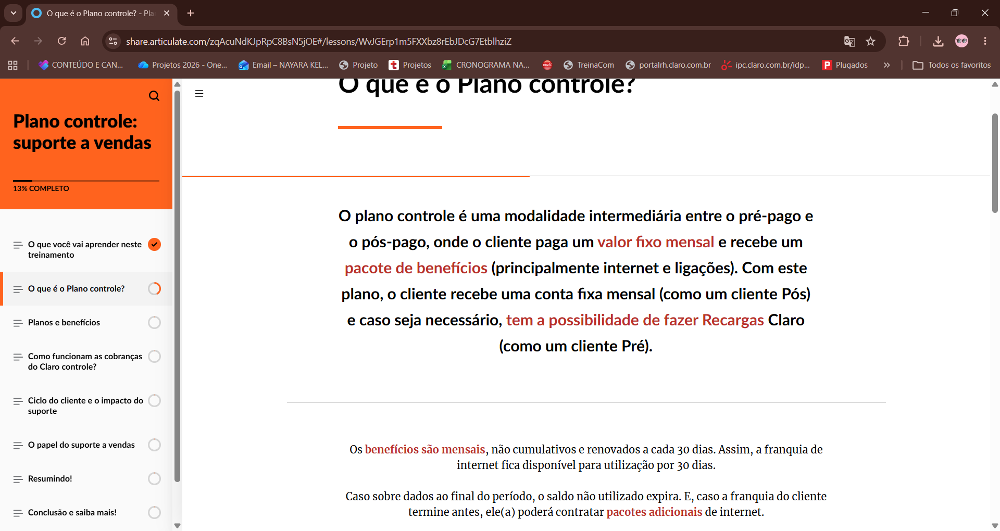 O que é o Plano controle? - Pla
share.articulate.com/zqAcuNdKJpRpC8BsN5jOE#/lessons/WvJGErp1m5FXXbz8rEbJDcG7EtblhziZ
CONTEÚDO E CAN...
Projetos 2026 - One...
Email – NAYARA KEL...
Projeto
Projetos
CRONOGRAMA NA...
TreinaCom
portalrh.claro.com.br
ipc.claro.com.br/idp...
Plugados
Todos os favoritos
Plano controle:
suporte a vendas
13% COMPLETO
O que você vai aprender neste
treinamento
O que é o Plano controle?
Planos e benefícios
Como funcionam as cobranças
do Claro controle?
Ciclo do cliente e o impacto do
suporte
O papel do suporte a vendas
Resumindo!
Conclusão e saiba mais!
O que é o Plano controle?
O plano controle é uma modalidade intermediária entre o pré-pago e
o pós-pago, onde o cliente paga um valor fixo mensal e recebe um
pacote de benefícios (principalmente internet e ligações). Com este
plano, o cliente recebe uma conta fixa mensal (como um cliente Pós)
e caso seja necessário, tem a possibilidade de fazer Recargas Claro
(como um cliente Pré).
Os benefícios são mensais, não cumulativos e renovados a cada 30 dias. Assim, a franquia de
internet fica disponível para utilização por 30 dias.
Caso sobre dados ao final do período, o saldo não utilizado expira. E, caso a franquia do cliente
termine antes, ele(a) poderá contratar pacotes adicionais de internet.